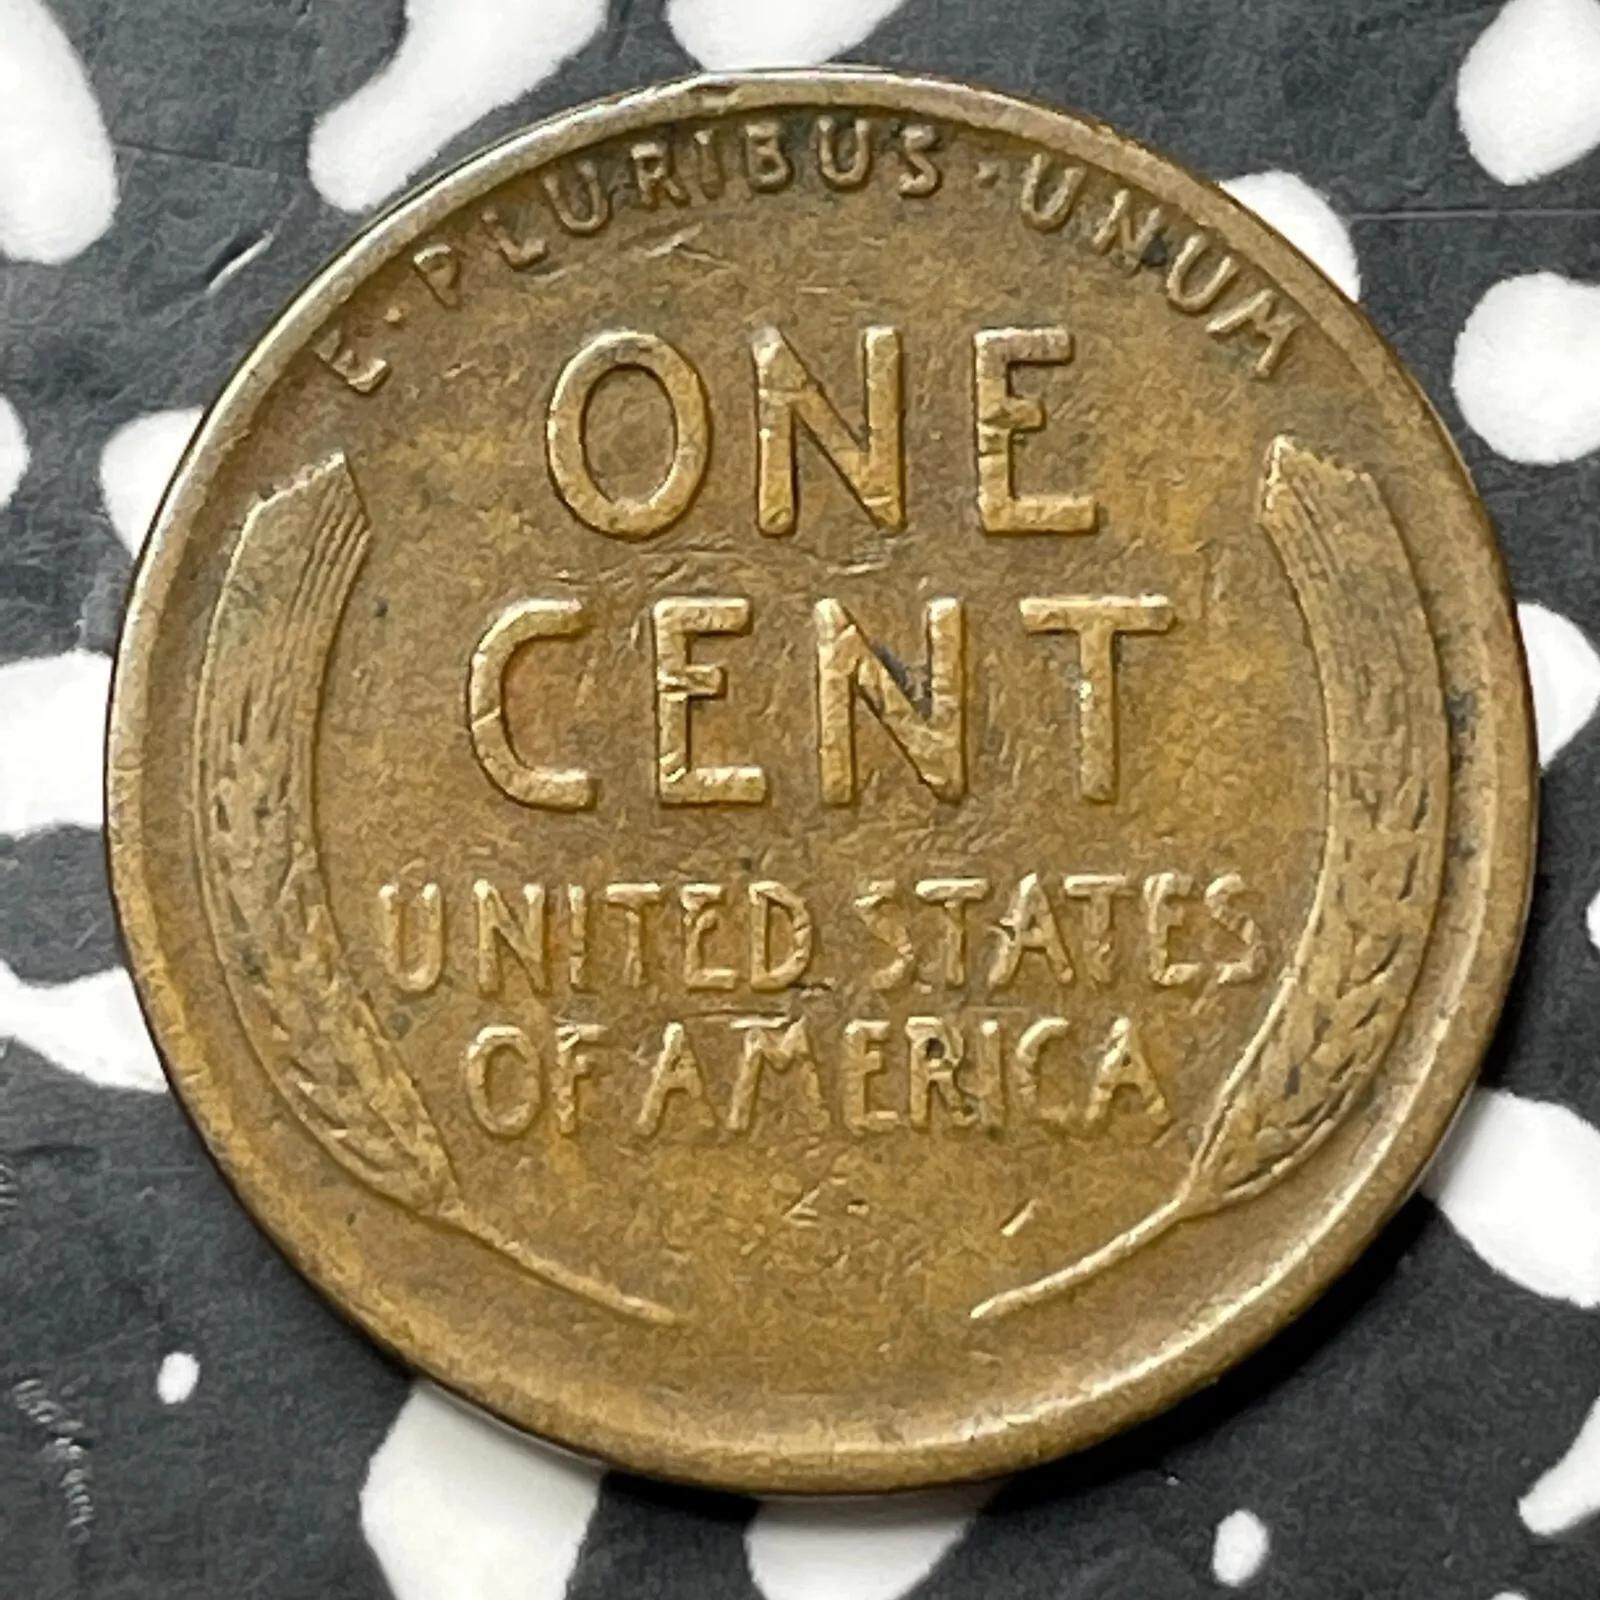 E·PLURIBUS·UNUM
ONE
CENT
UNITED STATES
OF AMERICA